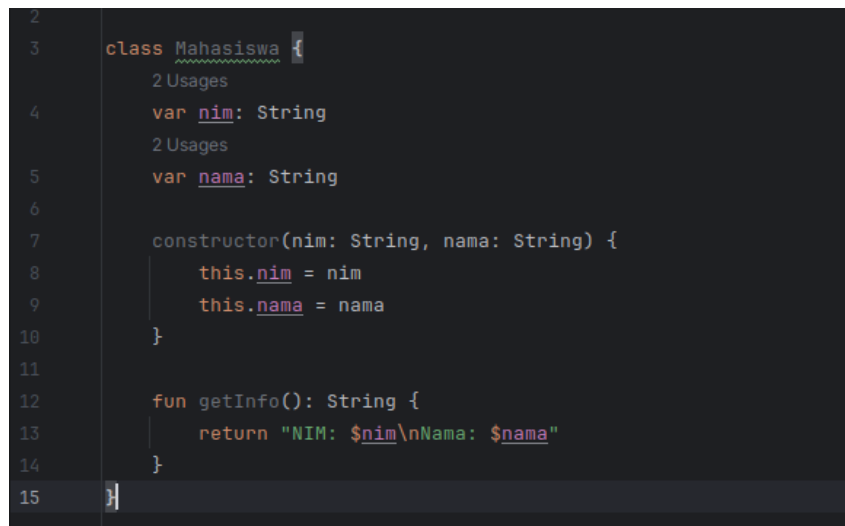 2
3 class Mahasiswa {
2 Usages
4 var nim: String
2 Usages
5 var nama: String
6
7 constructor(nim: String, nama: String) {
8 this.nim = nim
9 this.nama = nama
10 }
11
12 fun getInfo(): String {
13 return "NIM: $nim\nNama: $nama"
14 }
15 }